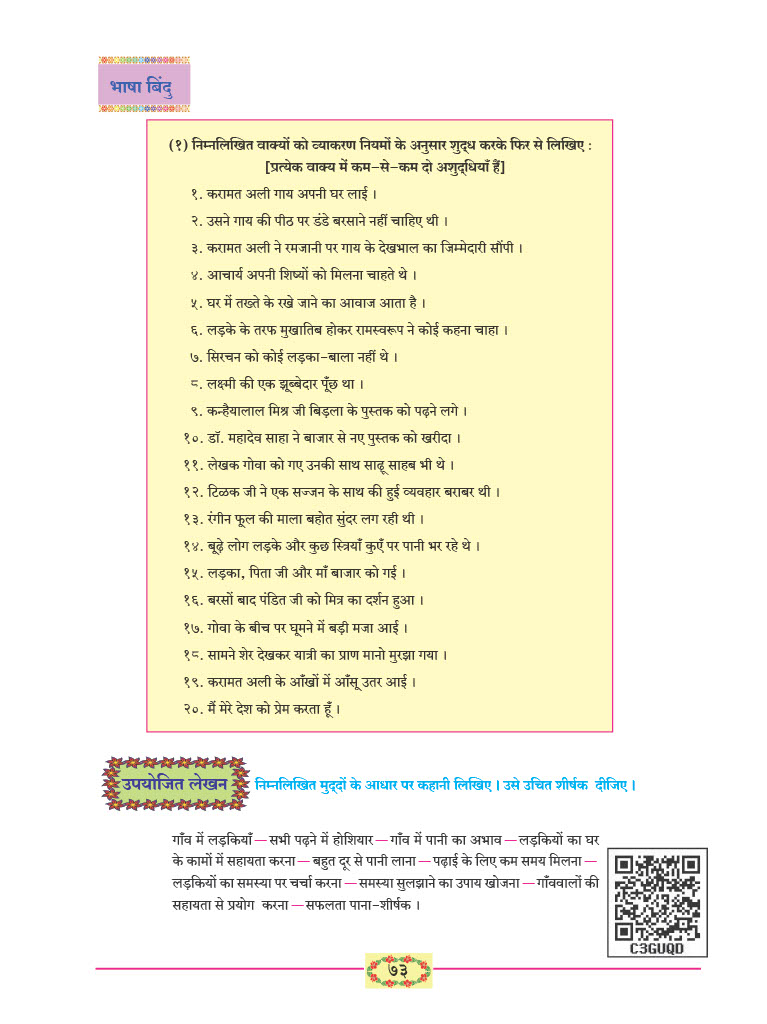 भाषा बिंदु
(१) निम्नलिखित वाक्यों को व्याकरण नियमों के अनुसार शुद्ध करके फिर से लिखिए :
[प्रत्येक वाक्य में कम-से-कम दो अशुद्धियाँ हैं]
१. करामत अली गाय अपनी घर लाई ।
२. उसने गाय की पीठ पर डंडे बरसाने नहीं चाहिए थी ।
३. करामत अली ने रमजानी पर गाय के देखभाल का जिम्मेदारी सौंपी ।
४. आचार्य अपनी शिष्यों को मिलना चाहते थे ।
५. घर में तख्ते के रखे जाने का आवाज आता है ।
६. लड़के के तरफ मुखातिब होकर रामस्वरूप ने कोई कहना चाहा ।
७. सिरचन को कोई लड़का-बाला नहीं थे ।
८. लक्ष्मी की एक झूब्बेदार पूँछ था ।
९. कन्हैयालाल मिश्र जी बिड़ला के पुस्तक को पढ़ने लगे ।
१०. डॉ. महादेव साहा ने बाजार से नए पुस्तक को खरीदा ।
११. लेखक गोवा को गए उनकी साथ साढ़ू साहब भी थे ।
१२. टिळक जी ने एक सज्जन के साथ की हुई व्यवहार बराबर थी ।
१३. रंगीन फूल की माला बहोत सुंदर लग रही थी ।
१४. बूढ़े लोग लड़के और कुछ स्त्रियाँ कुएँ पर पानी भर रहे थे ।
१५. लड़का, पिता जी और माँ बाजार को गई ।
१६. बरसों बाद पंडित जी को मित्र का दर्शन हुआ ।
१७. गोवा के बीच पर घूमने में बड़ी मजा आई ।
१८. सामने शेर देखकर यात्री का प्राण मानो मुरझा गया ।
१९. करामत अली के आँखों में आँसू उतर आई ।
२०. मैं मेरे देश को प्रेम करता हूँ ।
उपयोजित लेखन
निम्नलिखित मुद्दों के आधार पर कहानी लिखिए । उसे उचित शीर्षक दीजिए ।
गाँव में लड़कियाँ — सभी पढ़ने में होशियार — गाँव में पानी का अभाव — लड़कियों का घर
के कामों में सहायता करना — बहुत दूर से पानी लाना — पढ़ाई के लिए कम समय मिलना —
लड़कियों का समस्या पर चर्चा करना — समस्या सुलझाने का उपाय खोजना — गाँववालों की
सहायता से प्रयोग करना — सफलता पाना-शीर्षक ।
C3GUQD
७३